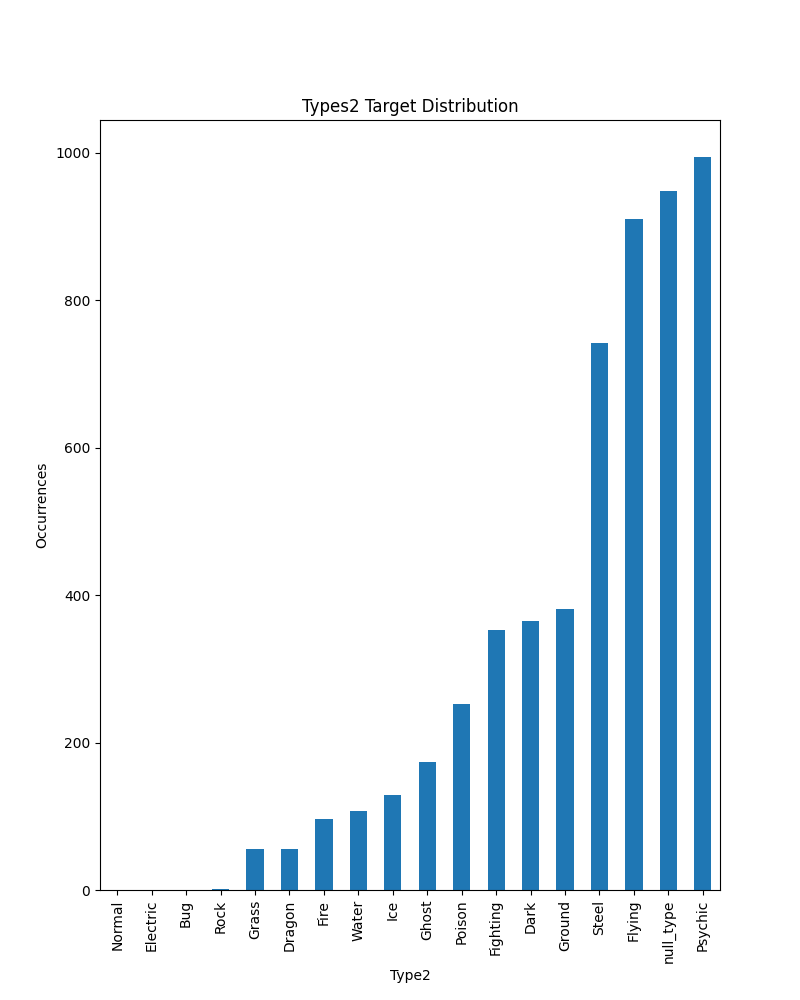 Types2 Target Distribution
Occurrences
1000
800
600
400
200
0
Normal
Electric
Bug
Rock
Grass
Dragon
Fire
Water
Ice
Ghost
Poison
Fighting
Dark
Ground
Steel
Flying
null_type
Psychic
Type2